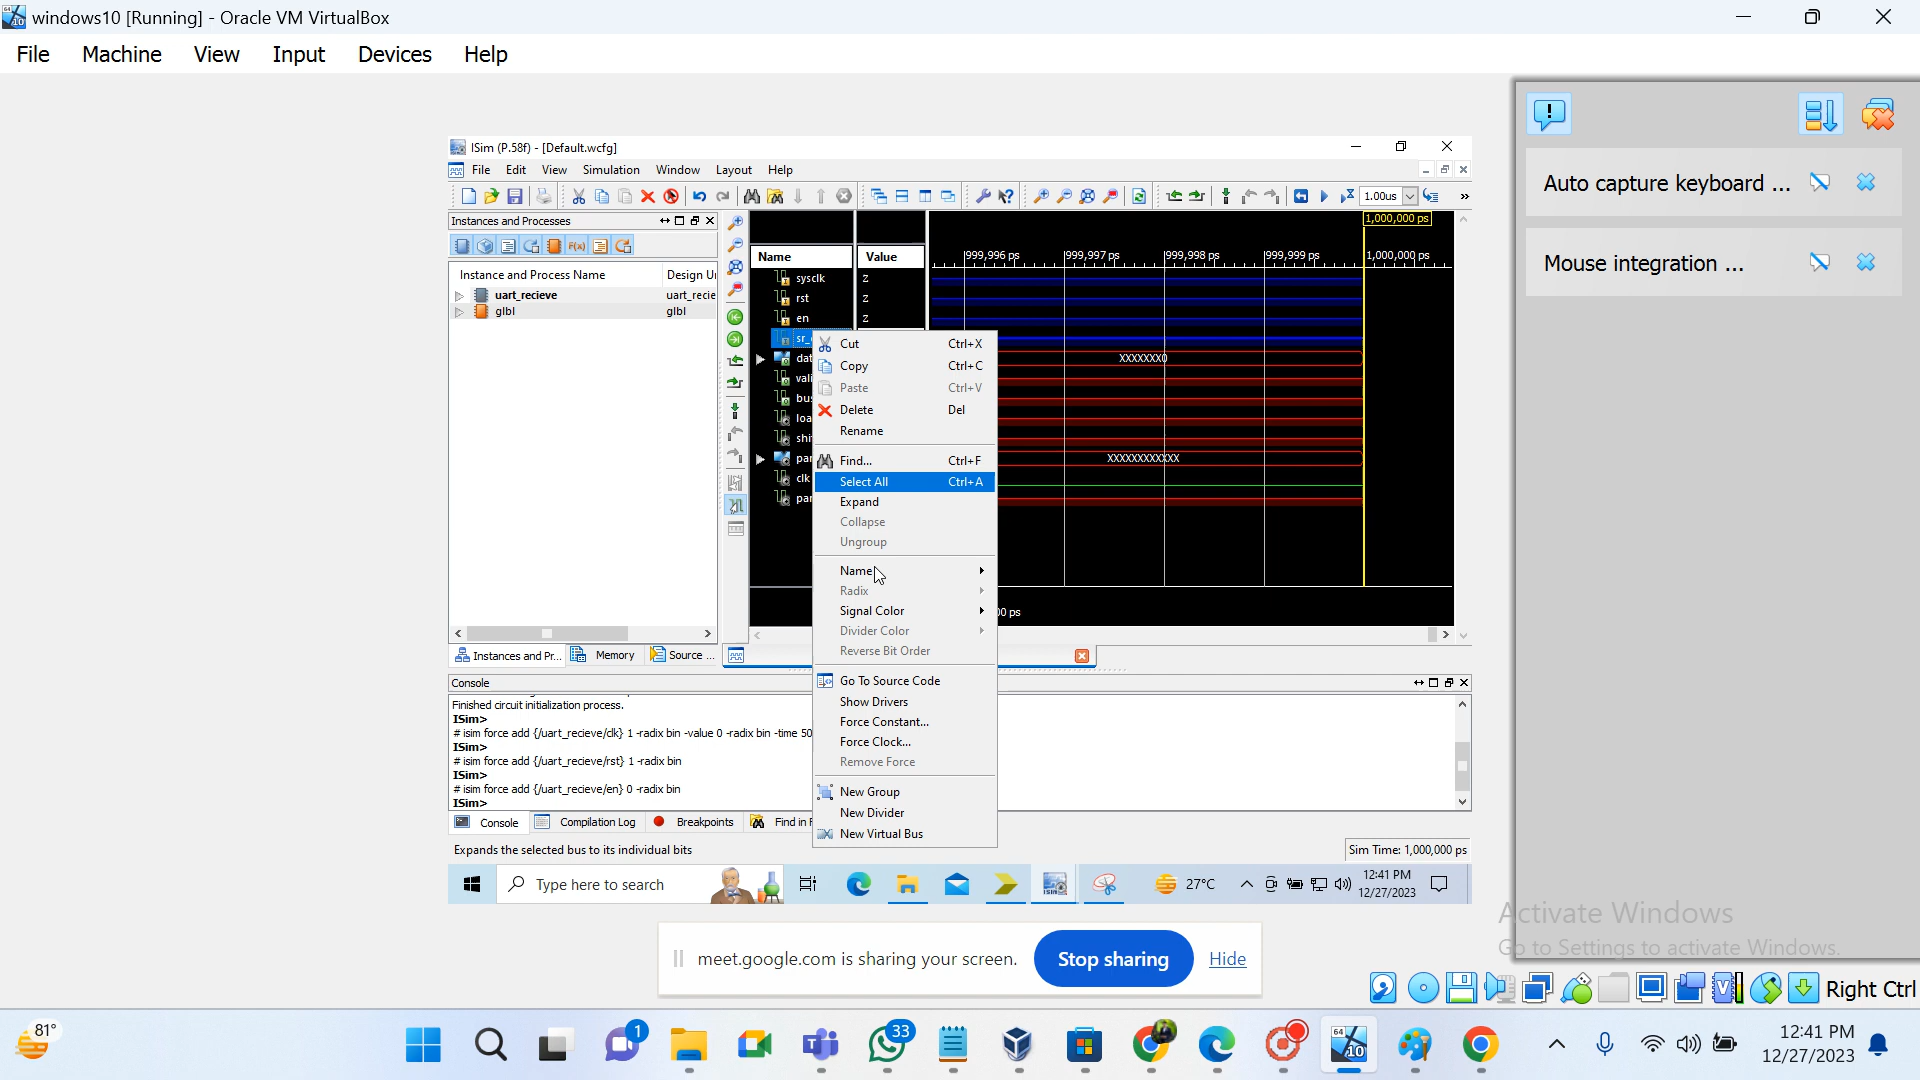 windows10 [Running] - Oracle VM VirtualBox
File Machine View Input Devices Help
Auto capture keyboard ...
Mouse integration ...
ISim (P.58f) - [Default.wcfg]
File Edit View Simulation Window Layout Help
1.00us
Instances and Processes
Instance and Process Name
uart_recieve uart_recie
glbl glbl
1,000,000 ps
Name Value
999,996 ps 999,997 ps 999,998 ps 999,999 ps 1,000,000 ps
sysclk Z
rst Z
en Z
XXXXXXX0
XXXXXXXXXXXX
clk
Cut Ctrl+X
Copy Ctrl+C
Paste Ctrl+V
Delete Del
Rename
Find... Ctrl+F
Select All Ctrl+A
Expand
Collapse
Ungroup
Name
Radix
Signal Color
Divider Color
Reverse Bit Order
Go To Source Code
Show Drivers
Force Constant...
Force Clock...
Remove Force
New Group
New Divider
New Virtual Bus
Instances and Pr... Memory Source ...
Console
Finished circuit initialization process.
ISim>
# isim force add {/uart_recieve/clk} 1 -radix bin -value 0 -radix bin -time 50
ISim>
# isim force add {/uart_recieve/rst} 1 -radix bin
ISim>
# isim force add {/uart_recieve/en} 0 -radix bin
ISim>
Console Compilation Log Breakpoints Find in
Expands the selected bus to its individual bits
Sim Time: 1,000,000 ps
Type here to search
27°C
12:41 PM
12/27/2023
Activate Windows
Go to Settings to activate Windows.
meet.google.com is sharing your screen. Stop sharing Hide
Right Ctrl
81°
1
33
64
10
12:41 PM
12/27/2023